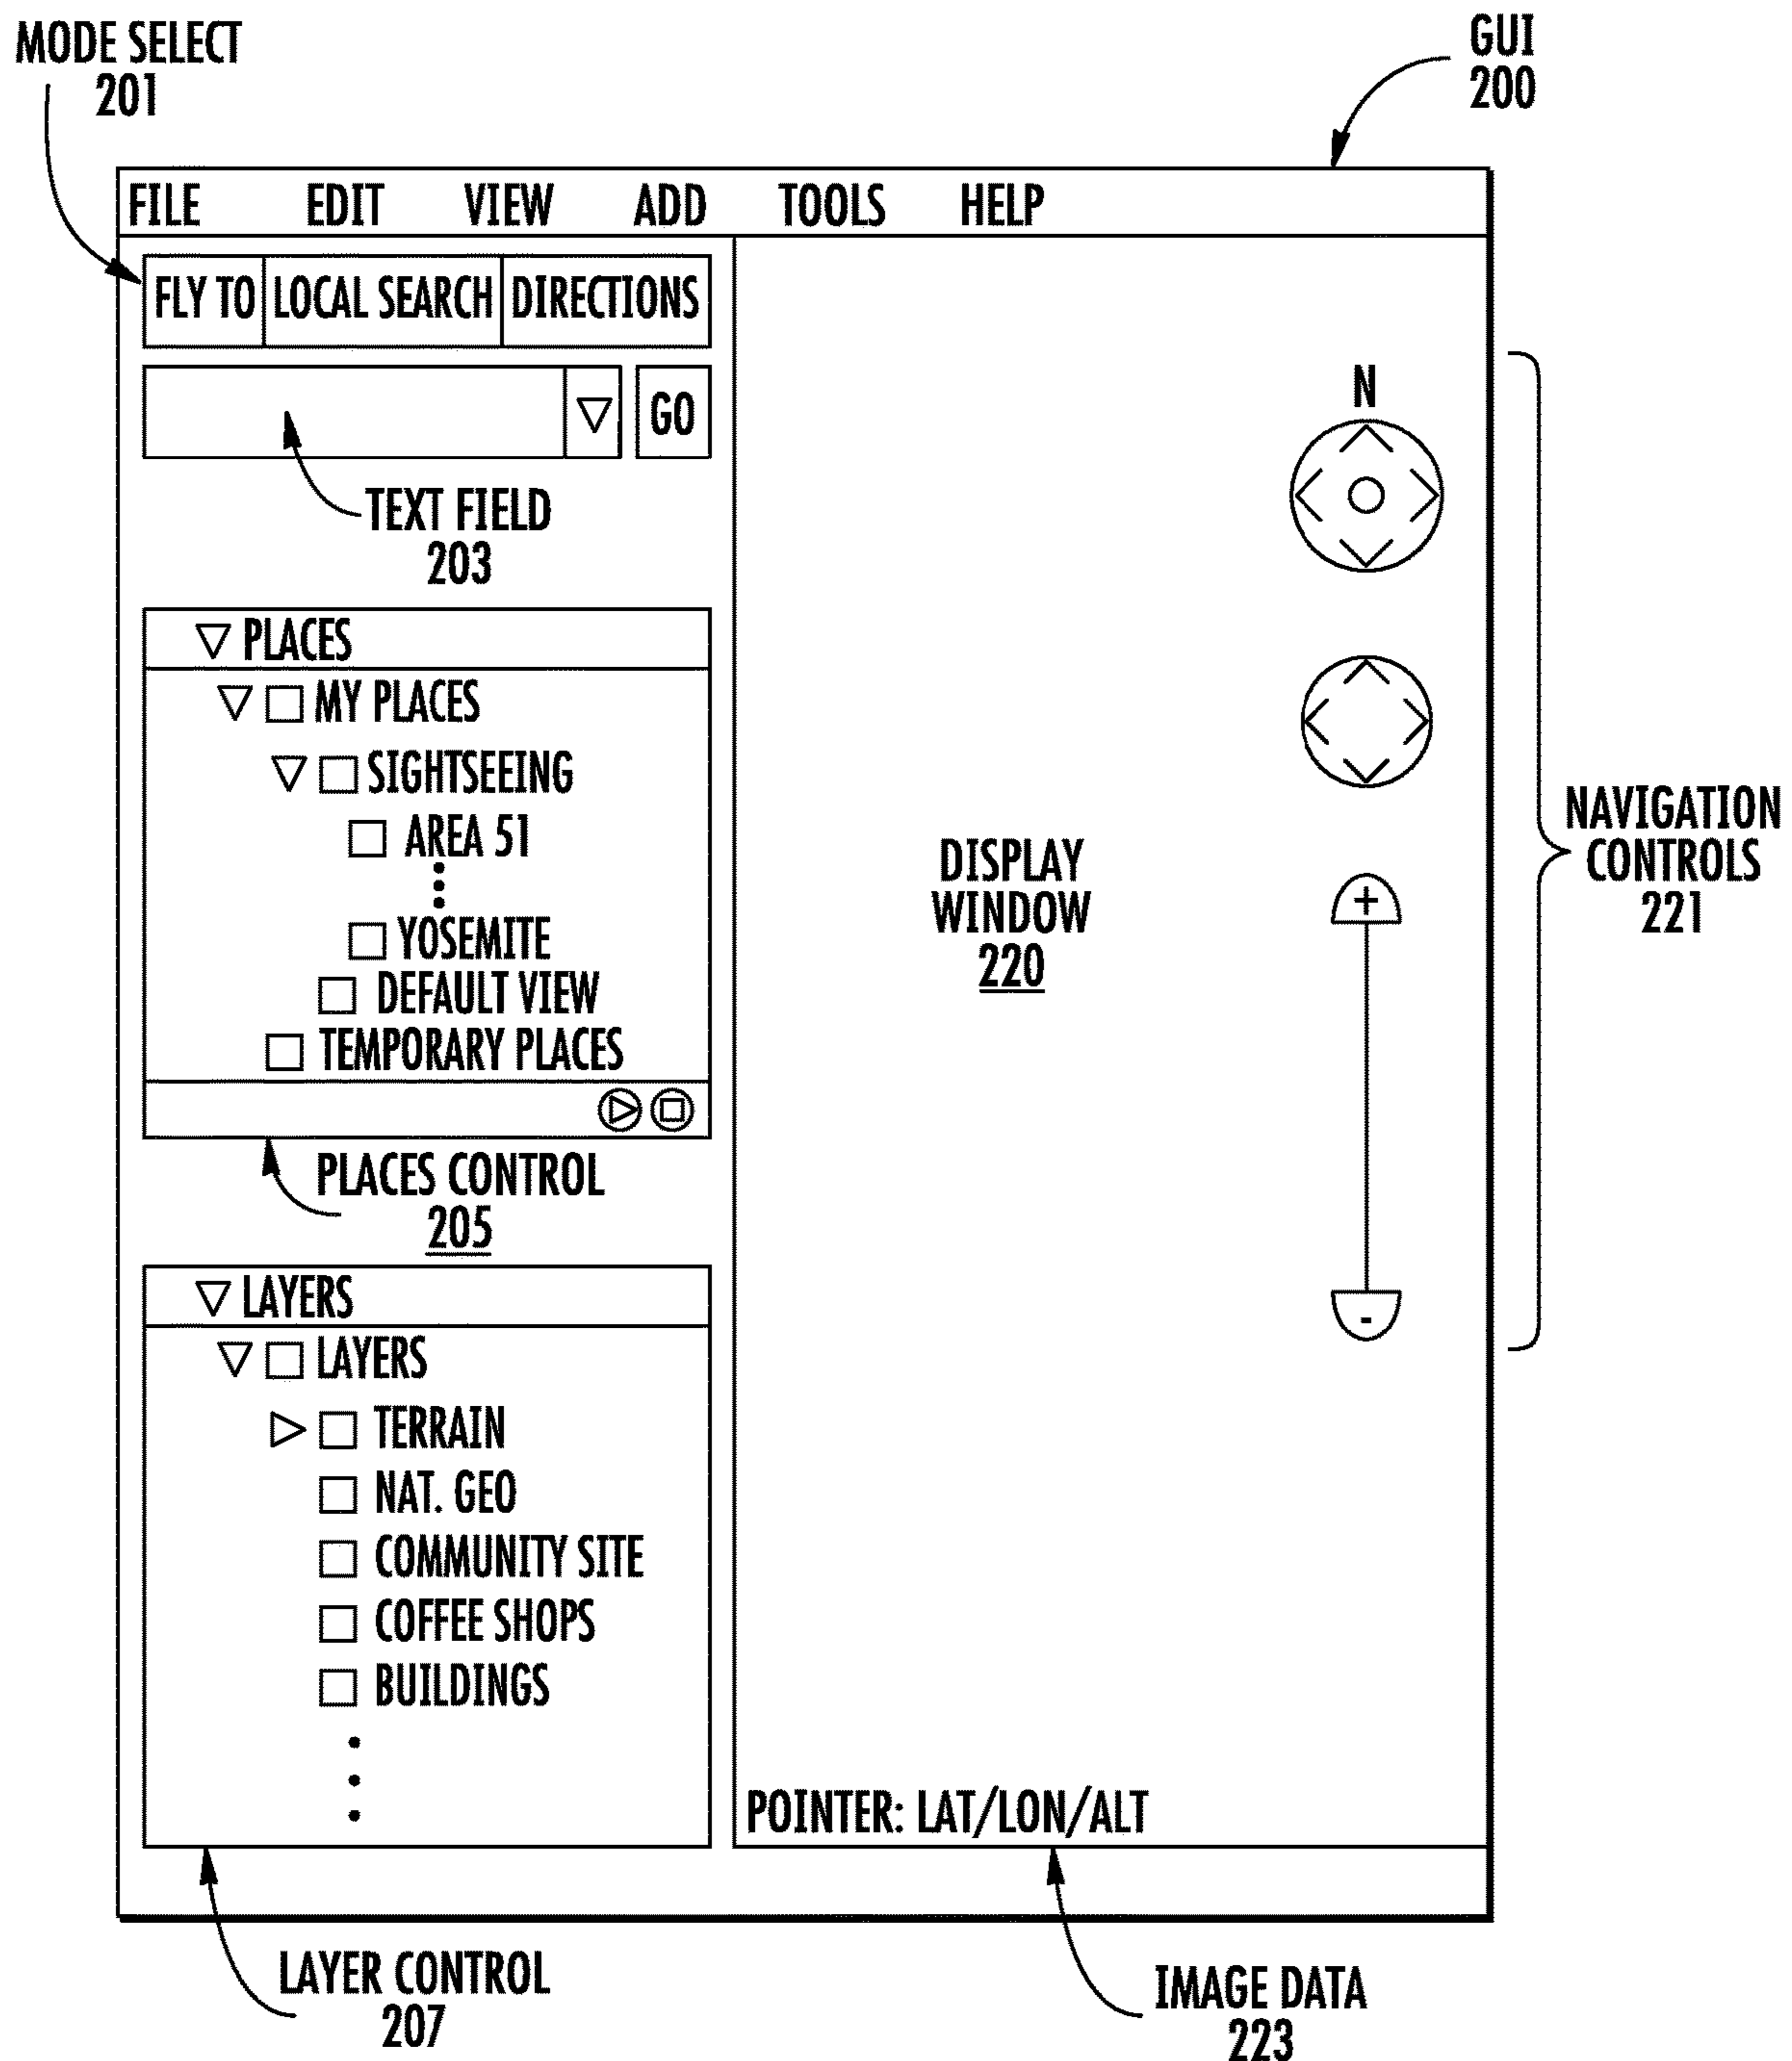 MODE SELECT
201
GUI
200
FILE EDIT VIEW ADD TOOLS HELP
FLY TO LOCAL SEARCH DIRECTIONS
GO
TEXT FIELD
203
PLACES
MY PLACES
SIGHTSEEING
AREA 51
YOSEMITE
DEFAULT VIEW
TEMPORARY PLACES
PLACES CONTROL
205
LAYERS
LAYERS
TERRAIN
NAT. GEO
COMMUNITY SITE
COFFEE SHOPS
BUILDINGS
LAYER CONTROL
207
N
+
-
DISPLAY
WINDOW
220
NAVIGATION
CONTROLS
221
POINTER: LAT/LON/ALT
IMAGE DATA
223